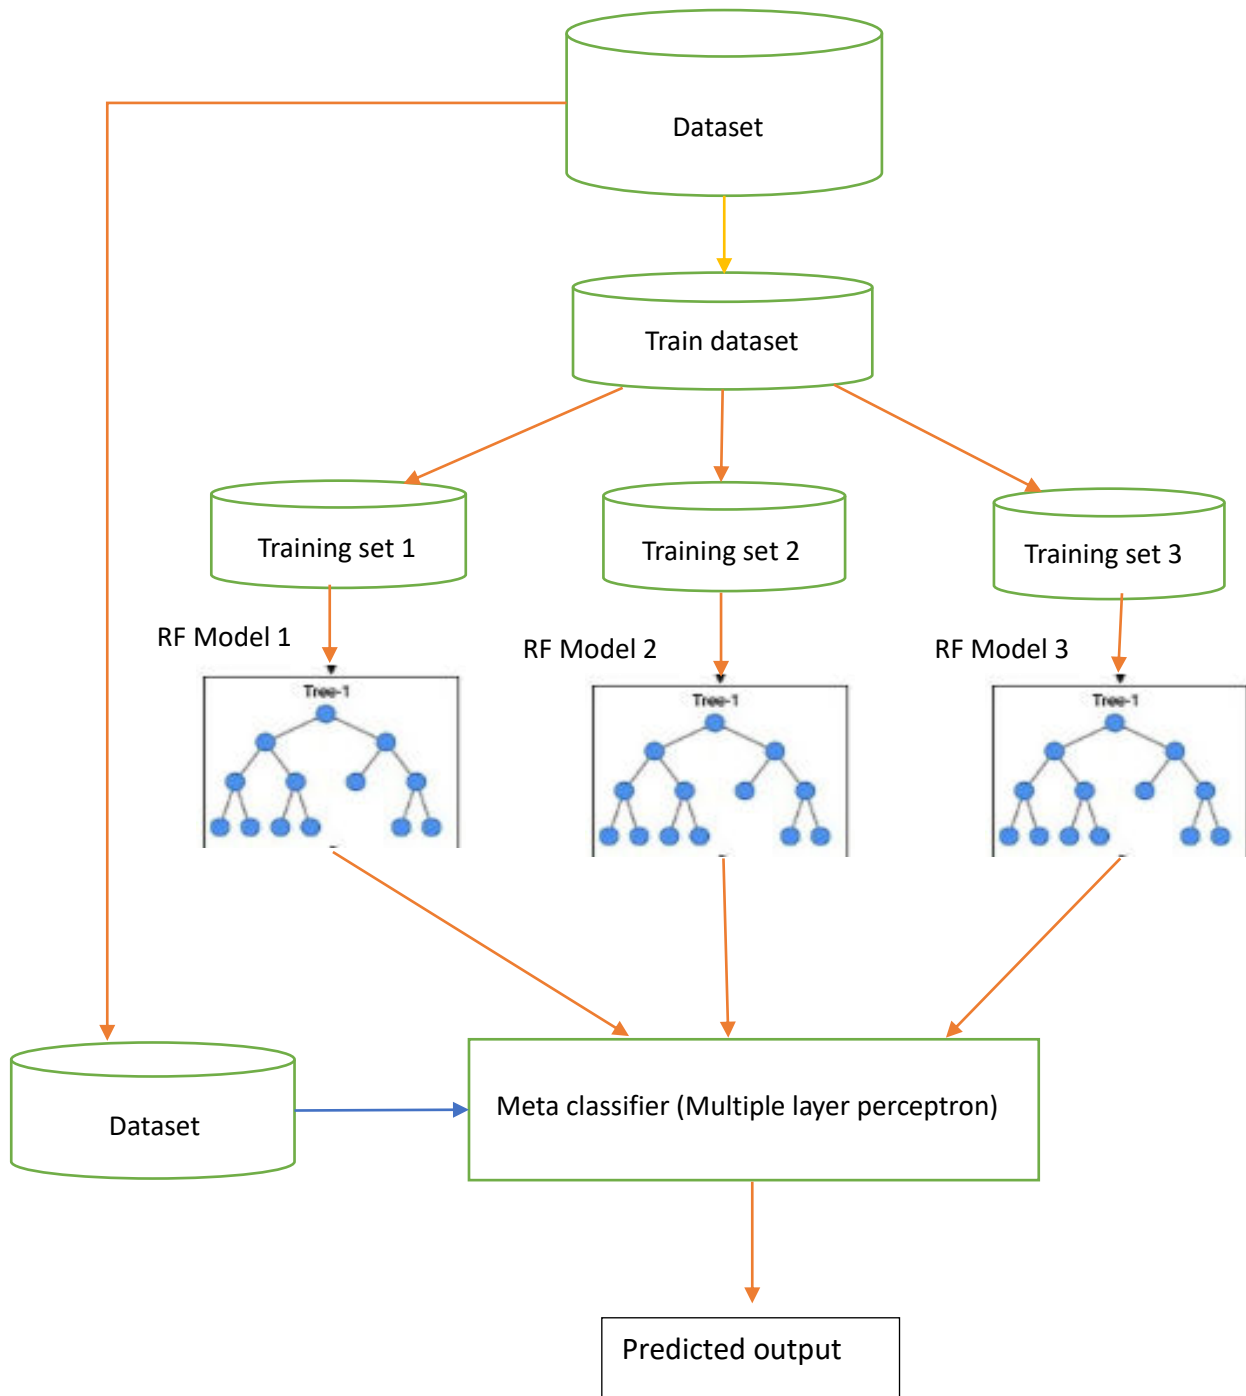 Dataset
Train dataset
Training set 1
Training set 2
Training set 3
RF Model 1
RF Model 2
RF Model 3
Tree-1
Tree-1
Tree-1
Dataset
Meta classifier (Multiple layer perceptron)
Predicted output